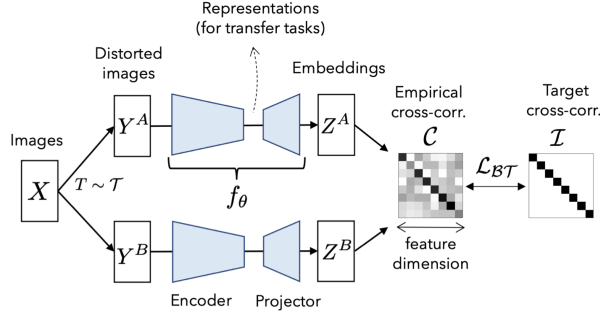 Representations
(for transfer tasks)
Distorted
images
Embeddings
Empirical
cross-corr.
Target
cross-corr.
Images
Y^A
Z^A
C
I
X
T ~ T
f_θ
L_BT
Y^B
Z^B
feature
dimension
Encoder
Projector